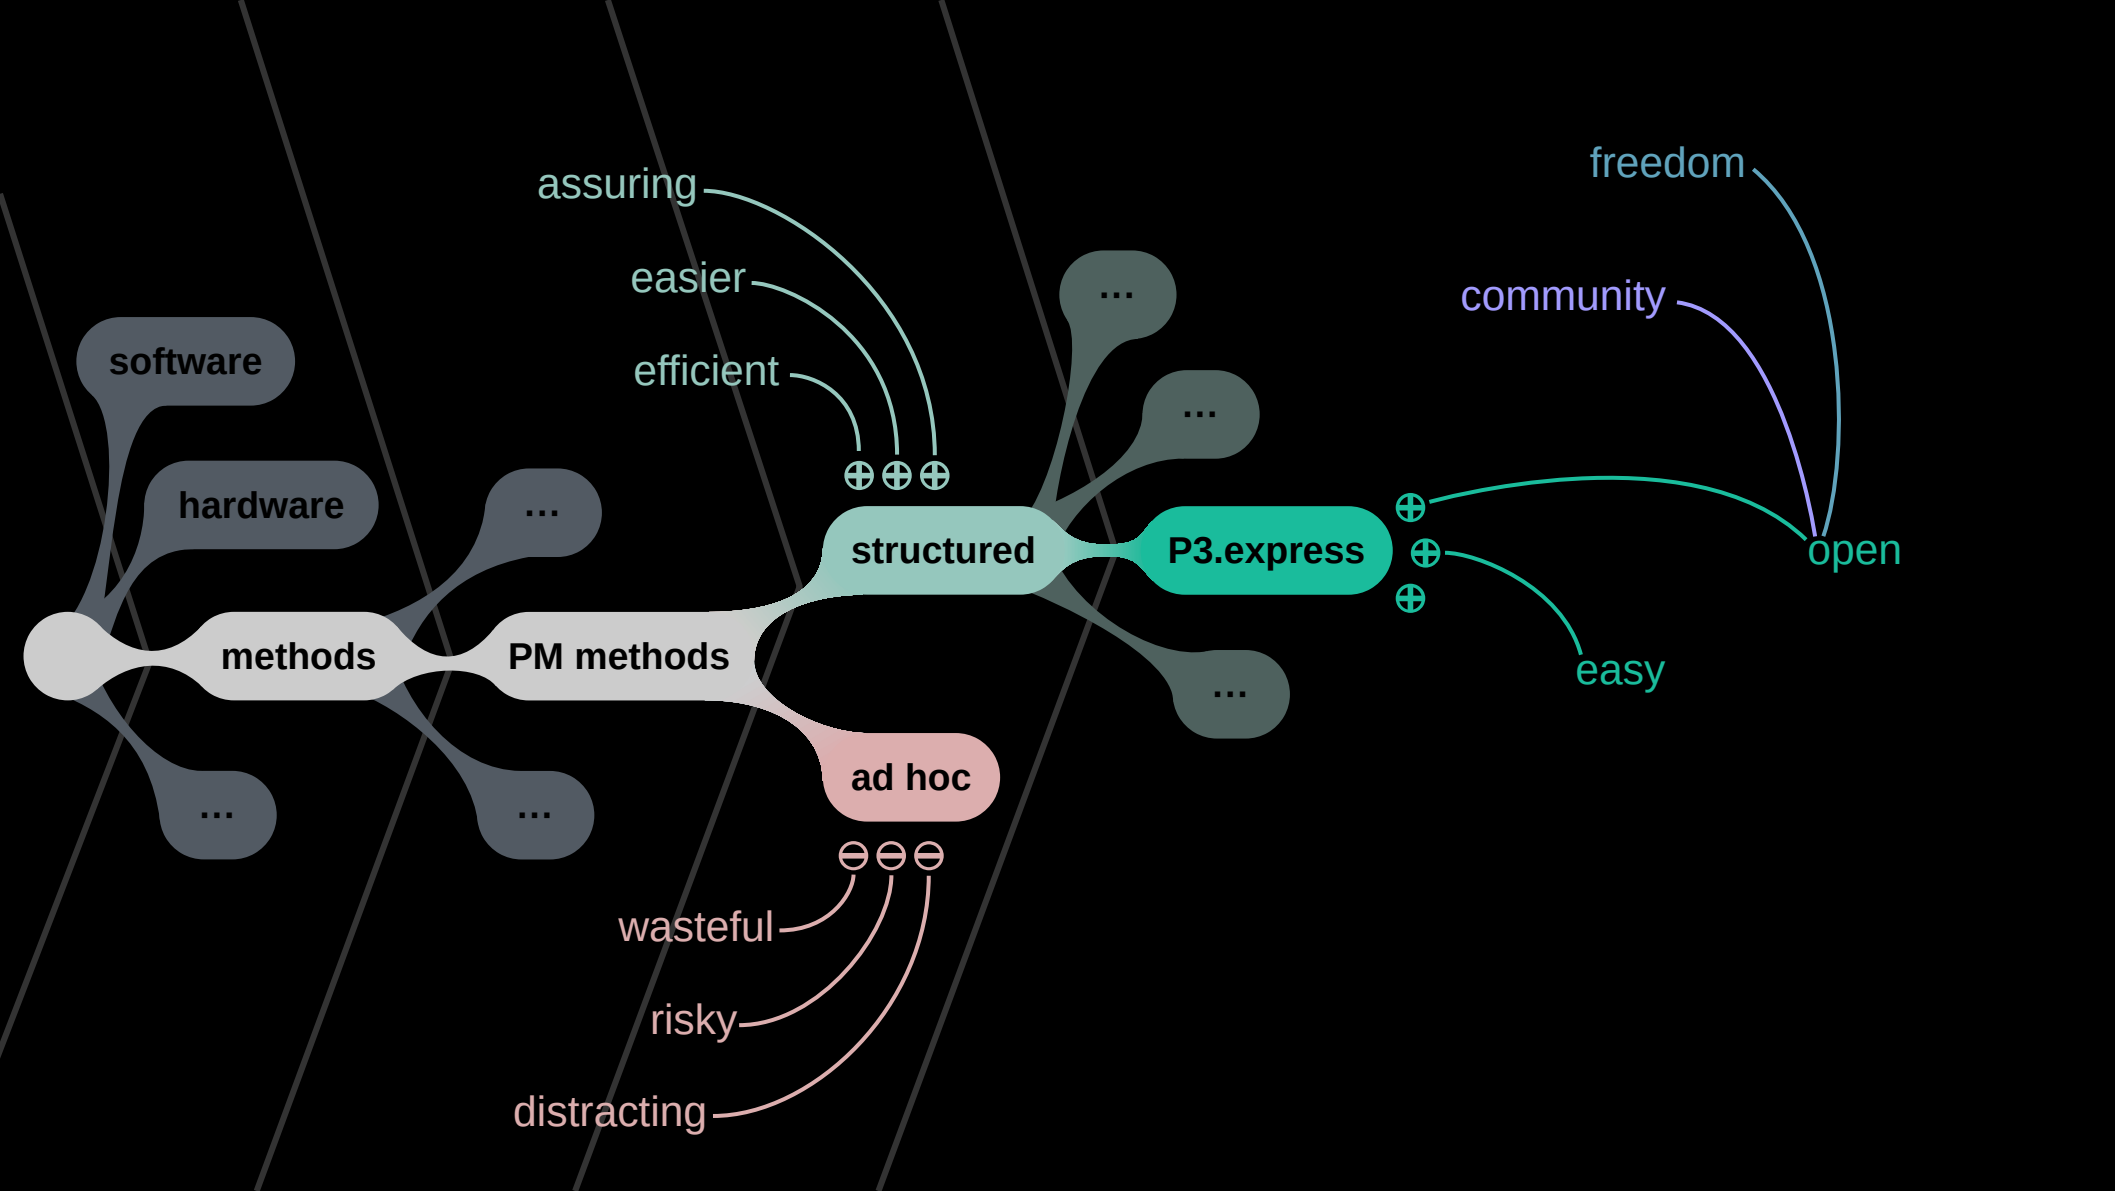 freedom
assuring
easier
community
...
software
efficient
...
hardware
...
structured
P3.express
open
methods
PM methods
easy
...
ad hoc
...
...
wasteful
risky
distracting